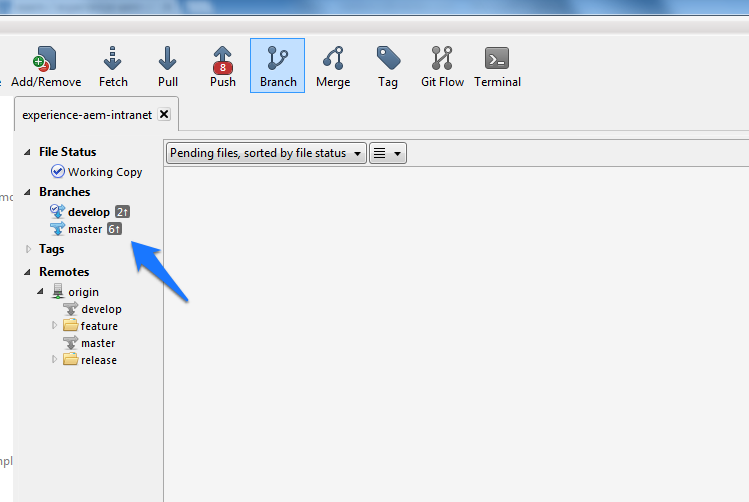 Add/Remove Fetch Pull Push Branch Merge Tag Git Flow Terminal
8
experience-aem-intranet
File Status
Working Copy
Branches
develop 2↑
master 6↑
Tags
Remotes
origin
develop
feature
master
release
Pending files, sorted by file status